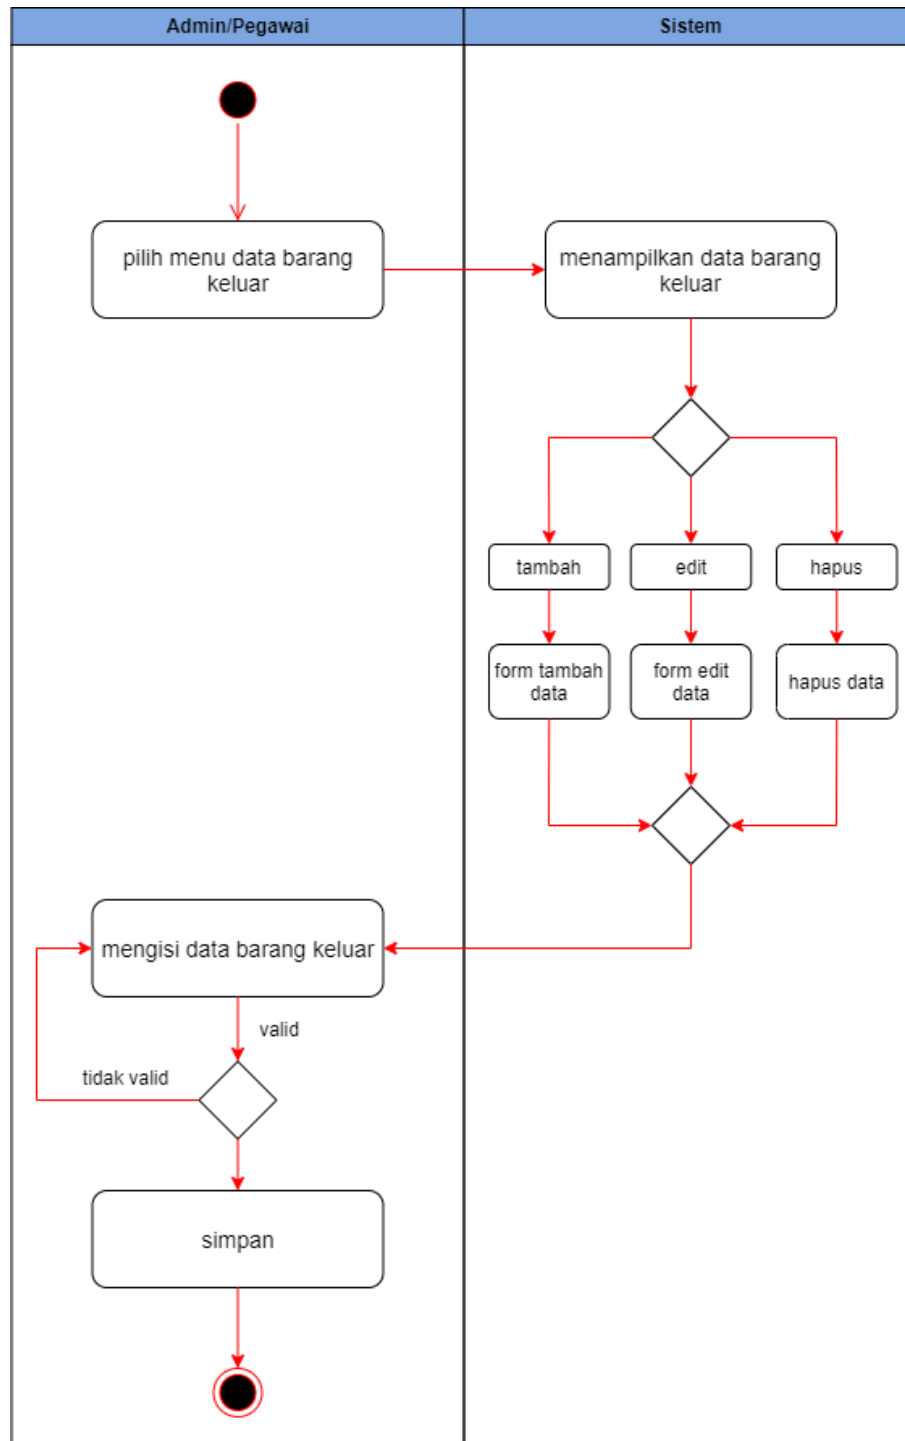 Admin/Pegawai
Sistem
pilih menu data barang
keluar
menampilkan data barang
keluar
tambah
edit
hapus
form tambah
data
form edit
data
hapus data
mengisi data barang keluar
valid
tidak valid
simpan